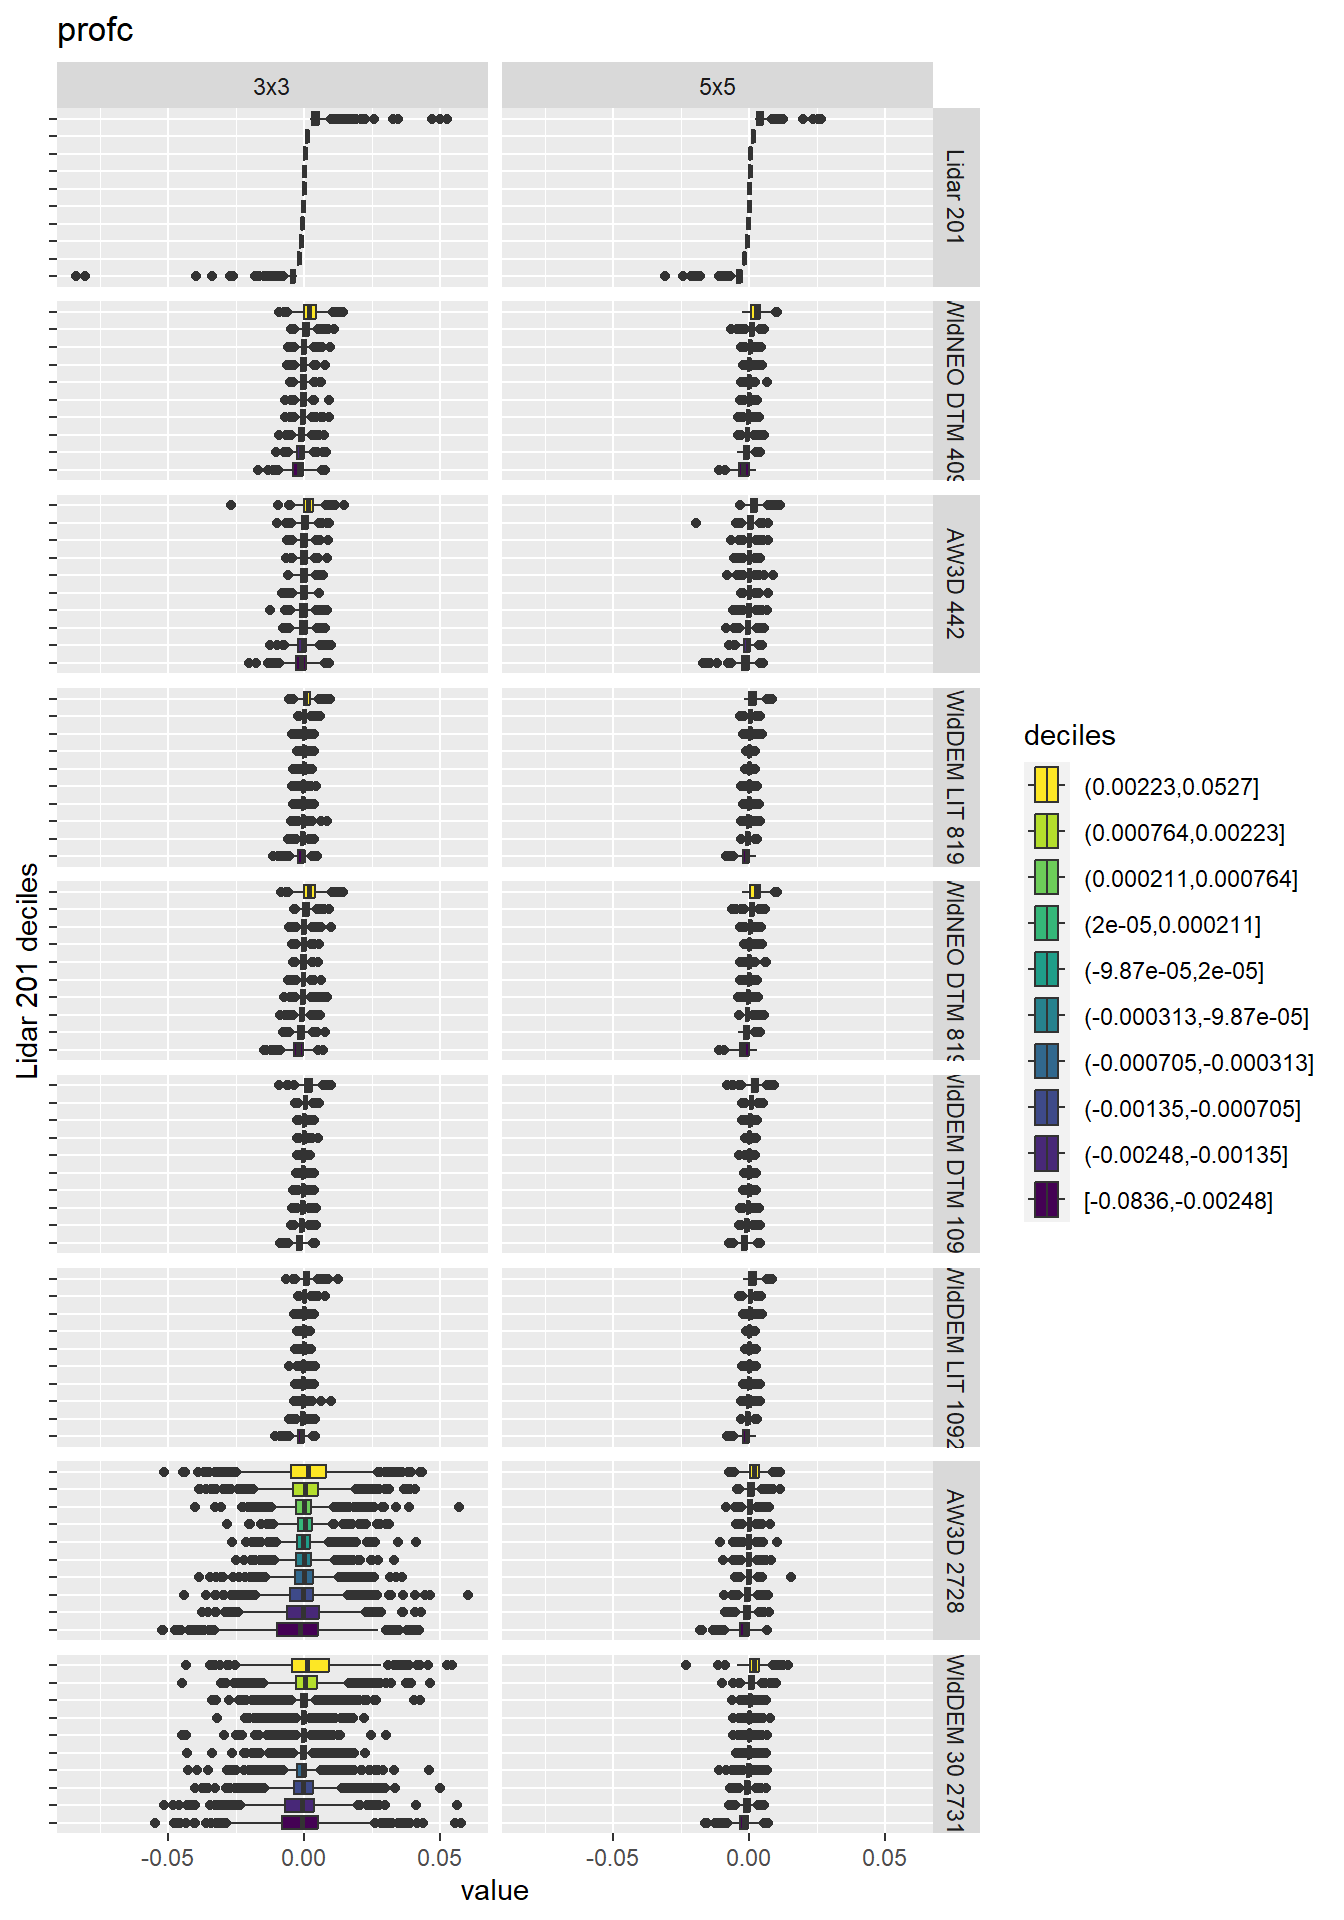 profc
3x3
5x5
Lidar 201
WldNEO DTM 409
AW3D 442
WldDEM LIT 819
WldNEO DTM 819
WldDEM DTM 109
WldDEM LIT 1092
AW3D 2728
WldDEM 30 2731
Lidar 201 deciles
-0.05 0.00 0.05
-0.05 0.00 0.05
value
deciles
(0.00223,0.0527]
(0.000764,0.00223]
(0.000211,0.000764]
(2e-05,0.000211]
(-9.87e-05,2e-05]
(-0.000313,-9.87e-05]
(-0.000705,-0.000313]
(-0.00135,-0.000705]
(-0.00248,-0.00135]
[-0.0836,-0.00248]